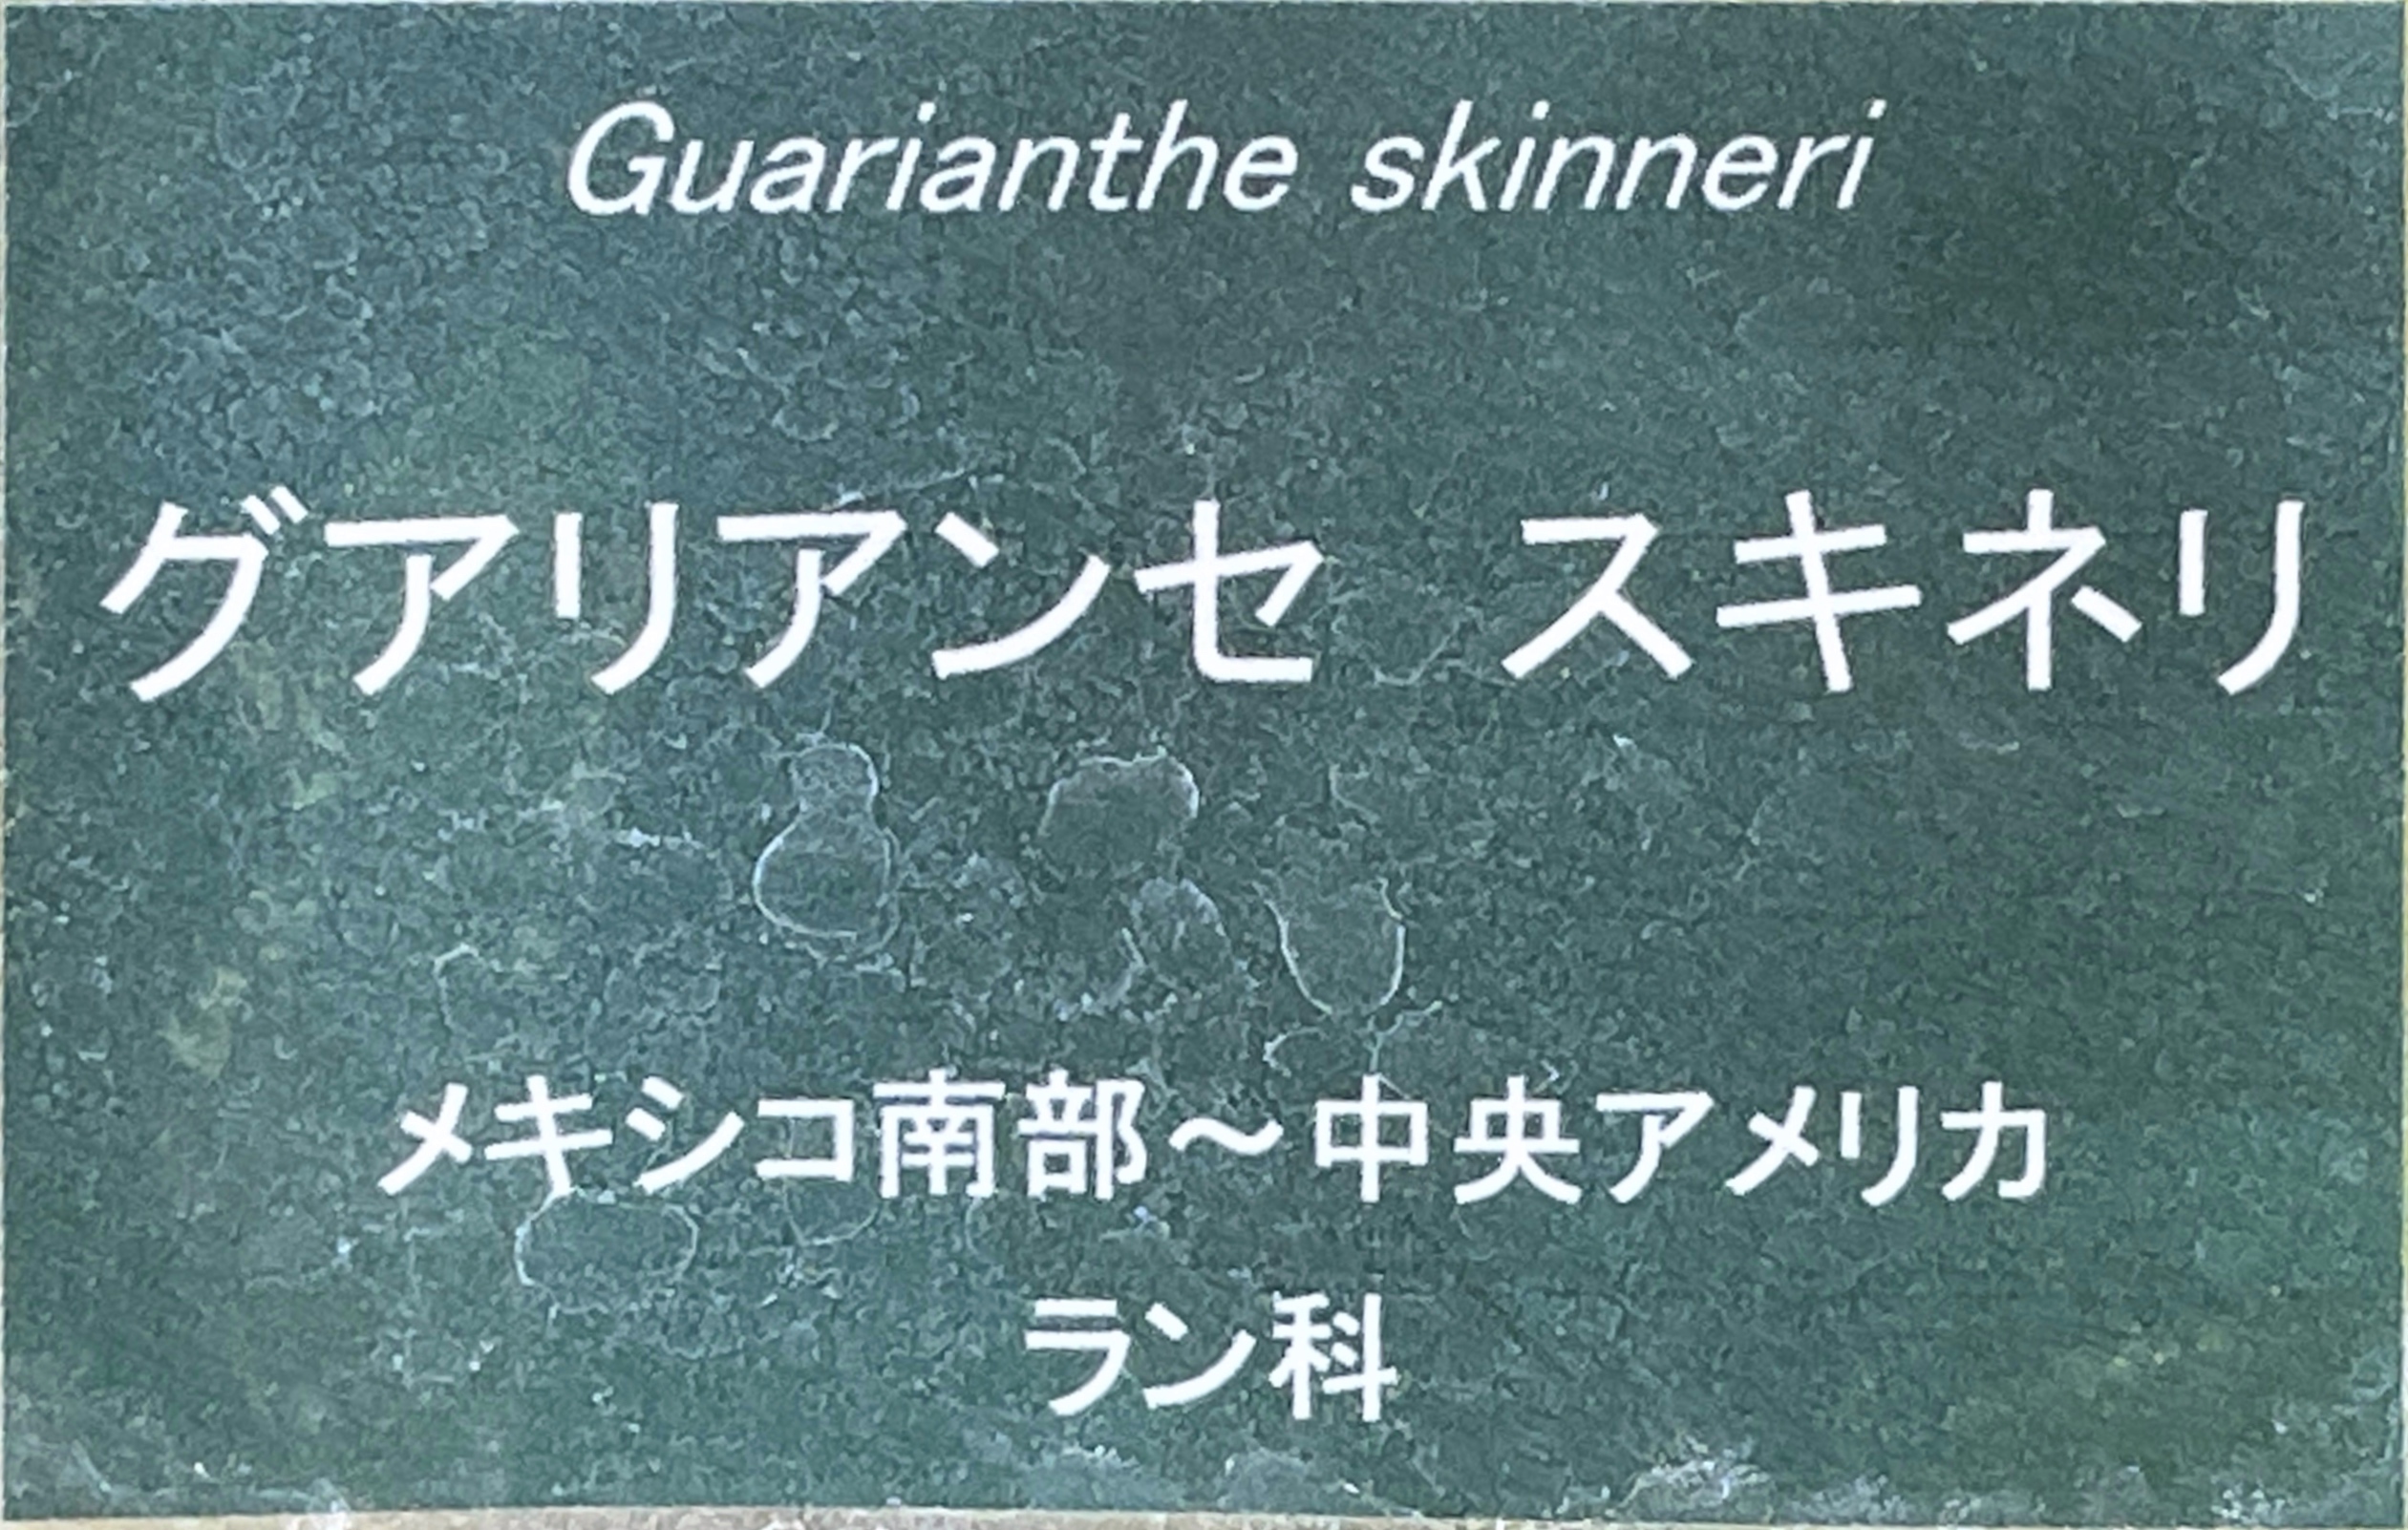 Guarianthe skinneri
グアリアンセ スキネリ
メキシコ南部～中央アメリカ
ラン科